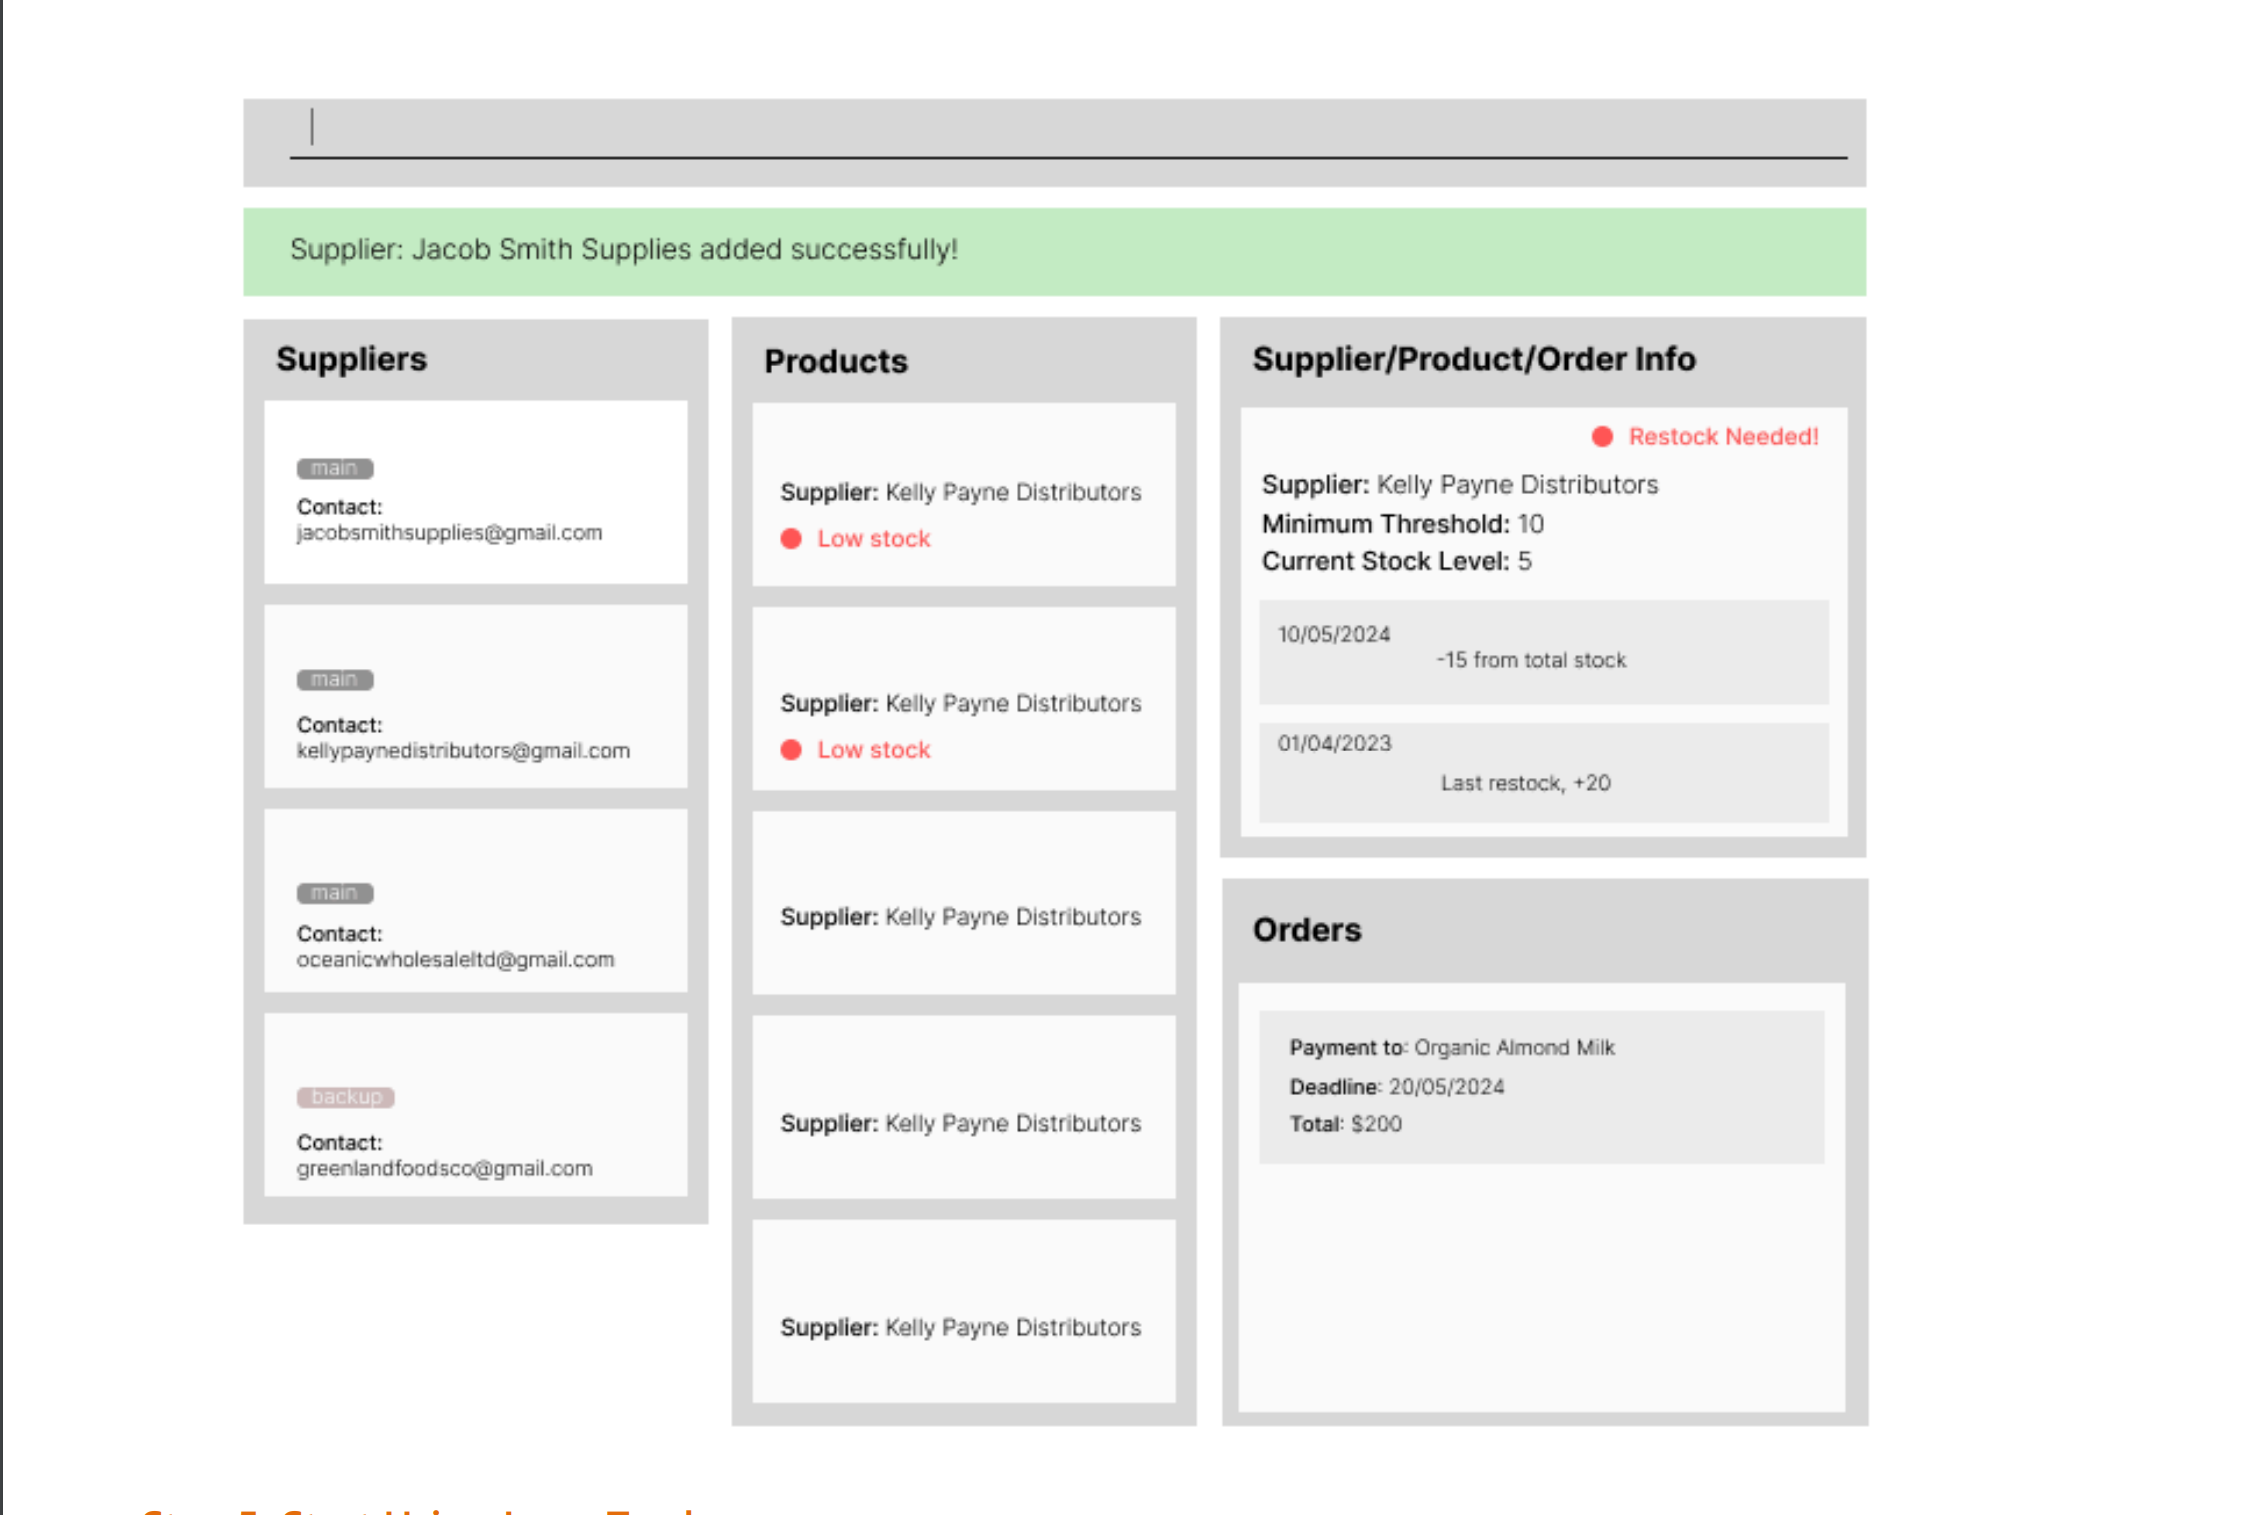 Supplier: Jacob Smith Supplies added successfully!
Suppliers
main
Contact:
jacobsmithsupplies@gmail.com
main
Contact:
kellypaynedistributors@gmail.com
main
Contact:
oceanicwholesaleltd@gmail.com
backup
Contact:
greenlandfoodsco@gmail.com
Products
Supplier: Kelly Payne Distributors
Low stock
Supplier: Kelly Payne Distributors
Low stock
Supplier: Kelly Payne Distributors
Supplier: Kelly Payne Distributors
Supplier: Kelly Payne Distributors
Supplier/Product/Order Info
Restock Needed!
Supplier: Kelly Payne Distributors
Minimum Threshold: 10
Current Stock Level: 5
10/05/2024
-15 from total stock
01/04/2023
Last restock, +20
Orders
Payment to: Organic Almond Milk
Deadline: 20/05/2024
Total: $200